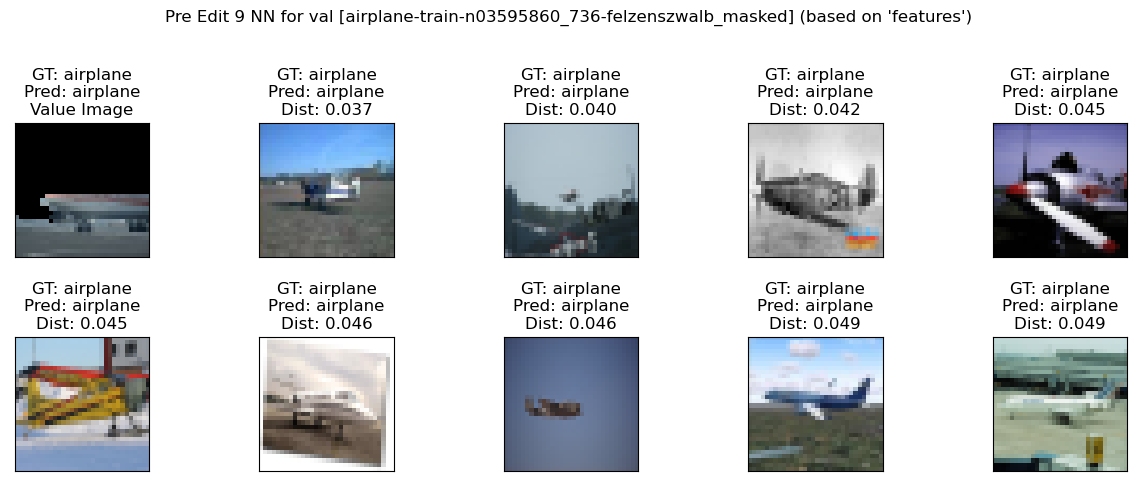 Pre Edit 9 NN for val [airplane-train-n03595860_736-felzenszwalb_masked] (based on 'features')
GT: airplane
Pred: airplane
Value Image
GT: airplane
Pred: airplane
Dist: 0.037
GT: airplane
Pred: airplane
Dist: 0.040
GT: airplane
Pred: airplane
Dist: 0.042
GT: airplane
Pred: airplane
Dist: 0.045
GT: airplane
Pred: airplane
Dist: 0.045
GT: airplane
Pred: airplane
Dist: 0.046
GT: airplane
Pred: airplane
Dist: 0.046
GT: airplane
Pred: airplane
Dist: 0.049
GT: airplane
Pred: airplane
Dist: 0.049